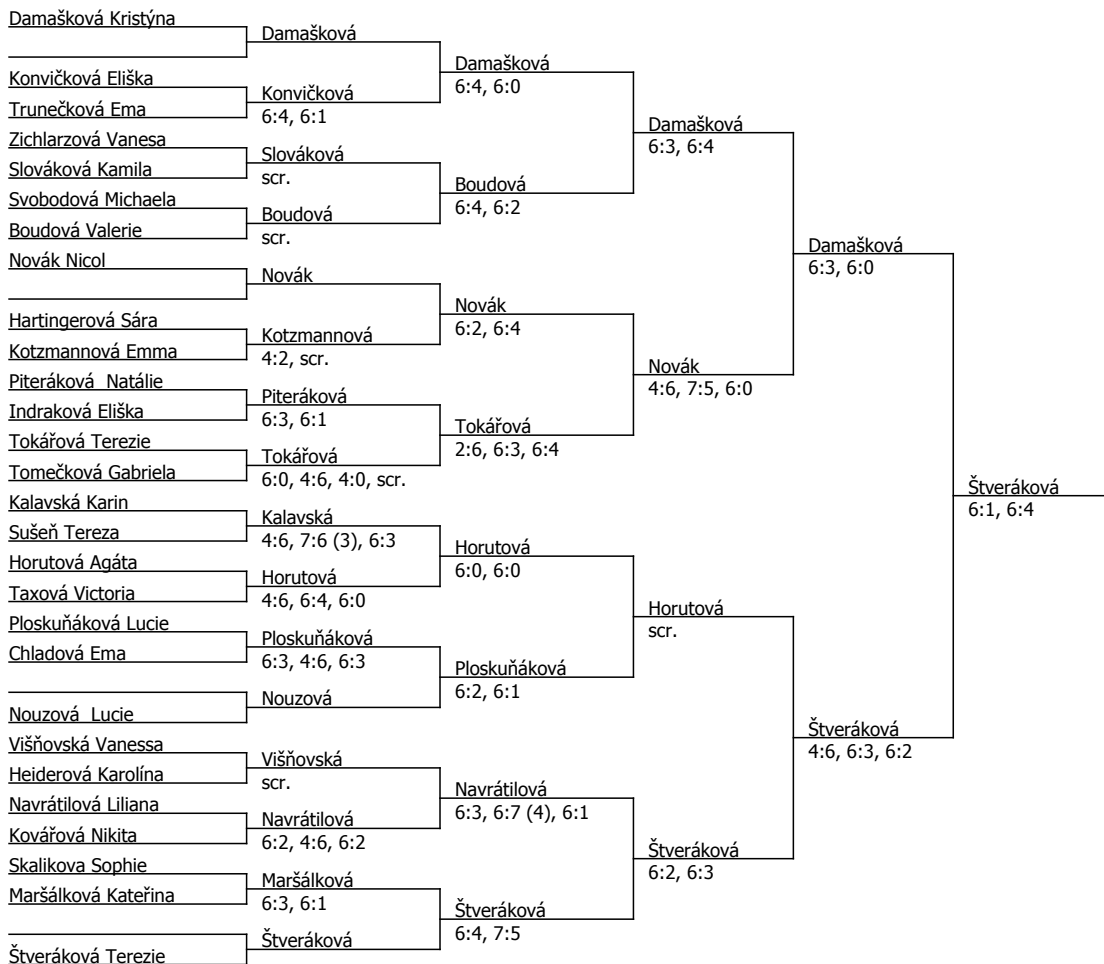 Damašková Kristýna
Konvičková Eliška
Trunečková Ema
Zichlarzová Vanesa
Slováková Kamila
Svobodová Michaela
Boudová Valerie
Novák Nicol
Hartingerová Sára
Kotzmannová Emma
Piteráková  Natálie
Indraková Eliška
Tokářová Terezie
Tomečková Gabriela
Kalavská Karin
Sušeň Tereza
Horutová Agáta
Taxová Victoria
Ploskuňáková Lucie
Chladová Ema
Nouzová  Lucie
Višňovská Vanessa
Heiderová Karolína
Navrátilová Liliana
Kovářová Nikita
Skalikova Sophie
Maršálková Kateřina
Štveráková Terezie
Damašková
Konvičková
6:4, 6:1
Slováková
scr.
Boudová
scr.
Novák
Kotzmannová
4:2, scr.
Piteráková
6:3, 6:1
Tokářová
6:0, 4:6, 4:0, scr.
Kalavská
4:6, 7:6 (3), 6:3
Horutová
4:6, 6:4, 6:0
Ploskuňáková
6:3, 4:6, 6:3
Nouzová
Višňovská
scr.
Navrátilová
6:2, 4:6, 6:2
Maršálková
6:3, 6:1
Štveráková
Damašková
6:4, 6:0
Boudová
6:4, 6:2
Novák
6:2, 6:4
Tokářová
2:6, 6:3, 6:4
Horutová
6:0, 6:0
Ploskuňáková
6:2, 6:1
Navrátilová
6:3, 6:7 (4), 6:1
Štveráková
6:4, 7:5
Damašková
6:3, 6:4
Novák
4:6, 7:5, 6:0
Horutová
scr.
Štveráková
6:2, 6:3
Damašková
6:3, 6:0
Štveráková
4:6, 6:3, 6:2
Štveráková
6:1, 6:4